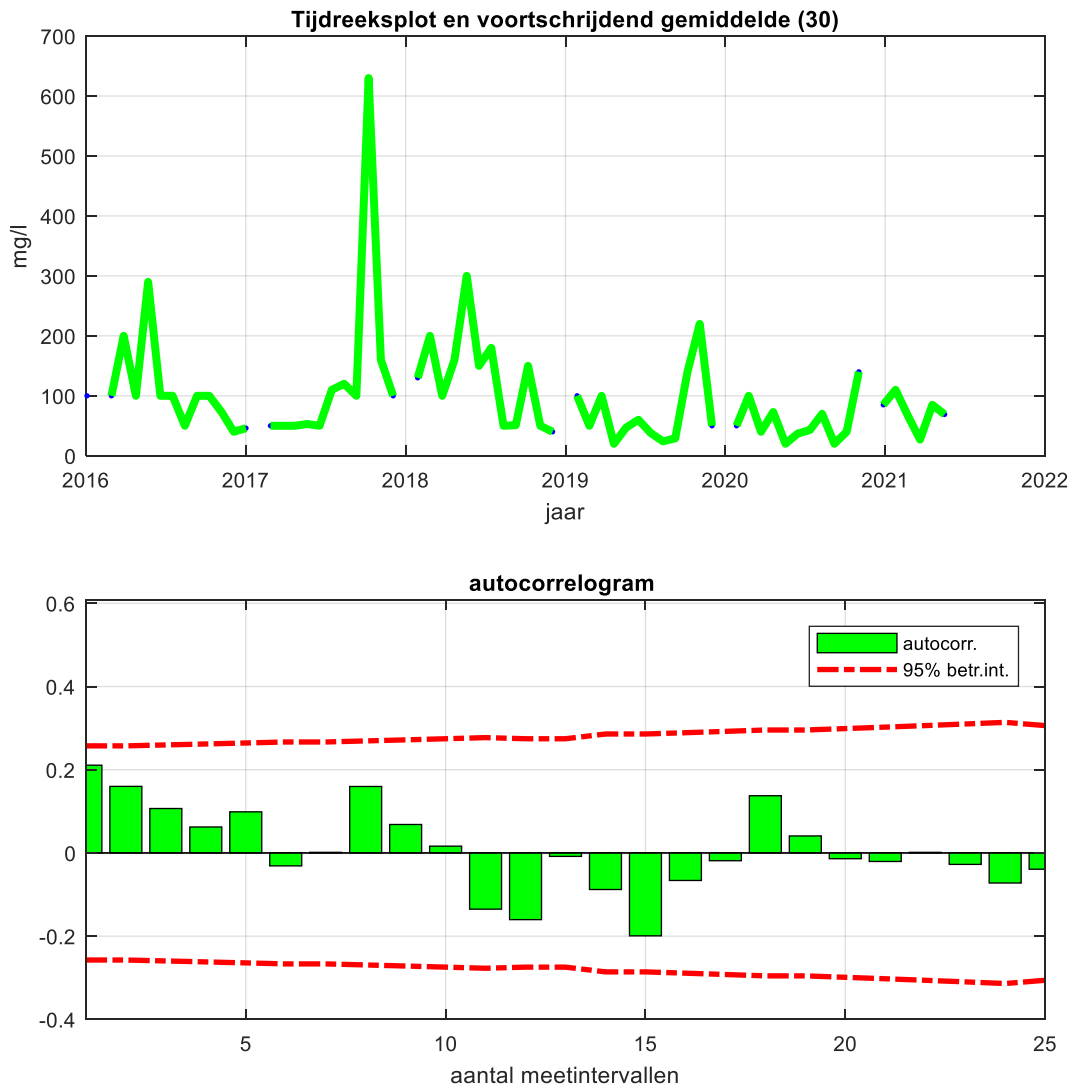 Tijdreeksplot en voortschrijdend gemiddelde (30)
700
600
500
400
300
200
100
0
mg/l
2016 2017 2018 2019 2020 2021 2022
jaar
autocorrelogram
0.6
0.4
0.2
0
-0.2
-0.4
autocorr.
95% betr.int.
5 10 15 20 25
aantal meetintervallen